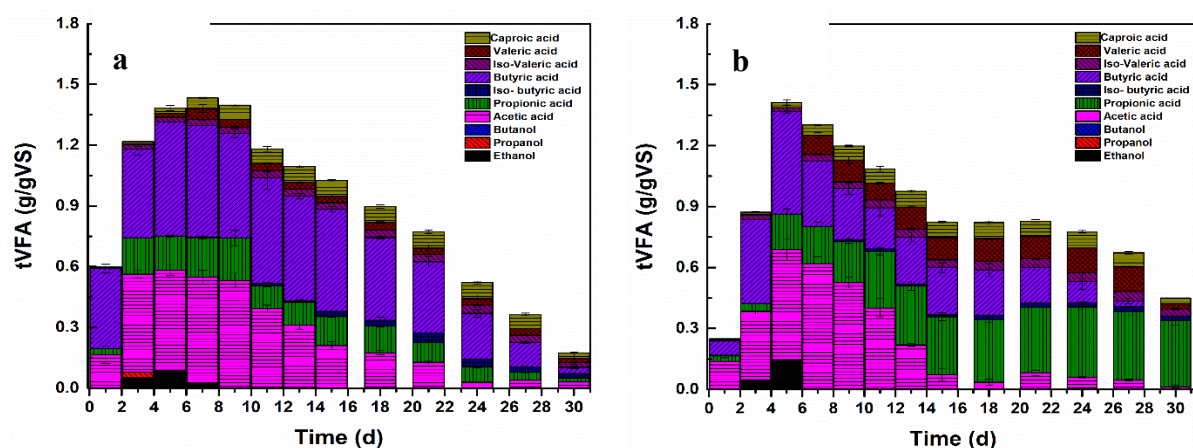 a
1.8
1.5
1.2
0.9
0.6
0.3
0.0
tVFA (g/gVS)
Caproic acid
Valeric acid
Iso-Valeric acid
Butyric acid
Iso- butyric acid
Propionic acid
Acetic acid
Butanol
Propanol
Ethanol
0 2 4 6 8 10 12 14 16 18 20 22 24 26 28 30
Time (d)
b
1.8
1.5
1.2
0.9
0.6
0.3
0.0
tVFA (g/gVS)
Caproic acid
Valeric acid
Iso-Valeric acid
Butyric acid
Iso- butyric acid
Propionic acid
Acetic acid
Butanol
Propanol
Ethanol
0 2 4 6 8 10 12 14 16 18 20 22 24 26 28 30
Time (d)